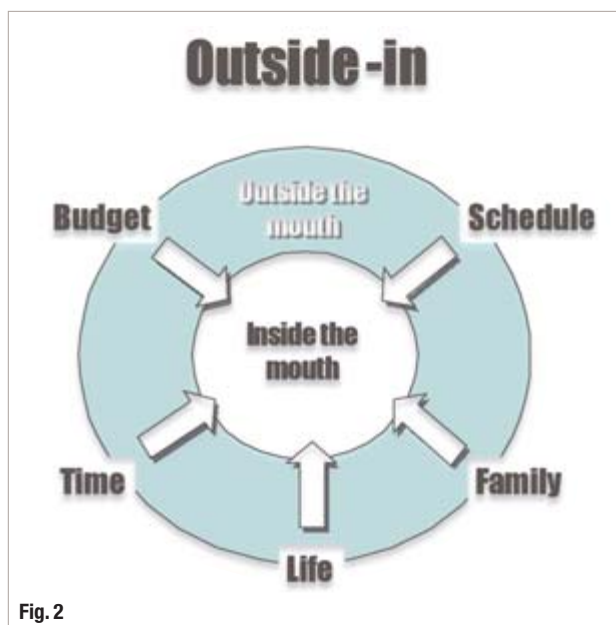 Outside-in
Outside the
mouth
Budget
Schedule
Inside the
mouth
Time
Family
Life
Fig. 2